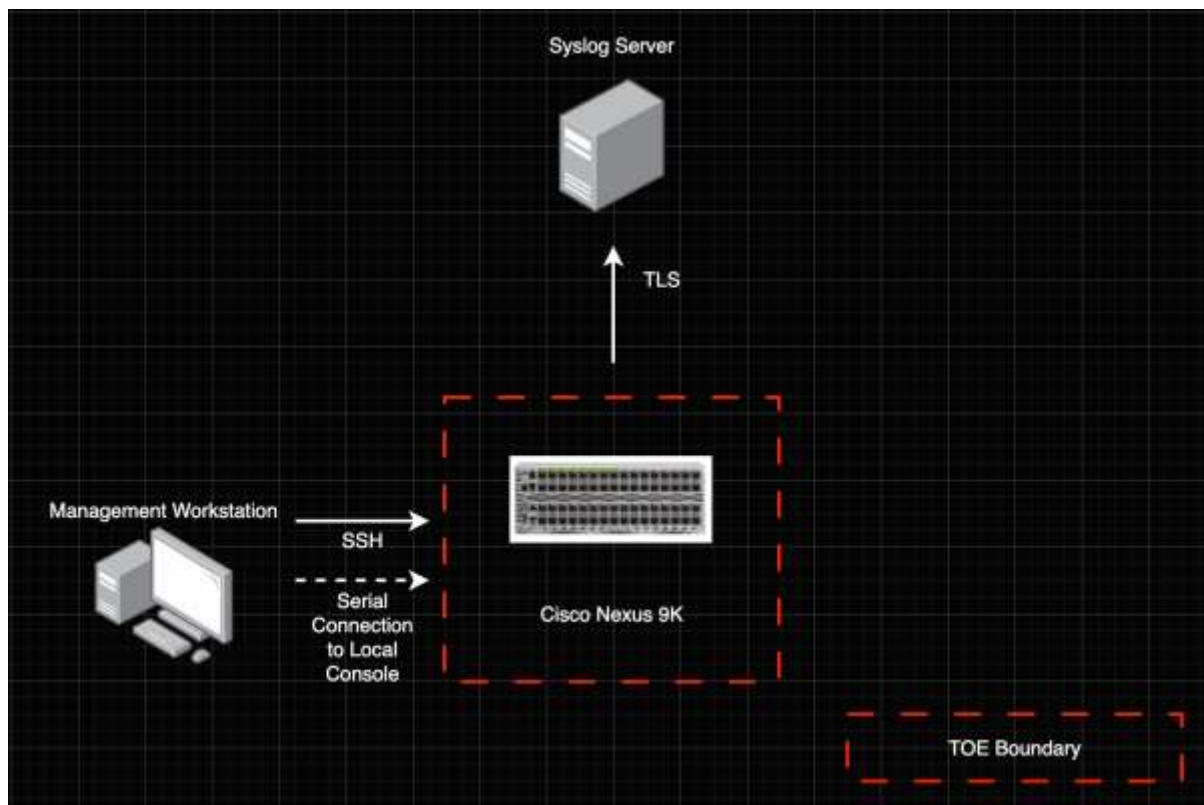 Syslog Server
TLS
Management Workstation
SSH
Serial
Connection
to Local
Console
Cisco Nexus 9K
TOE Boundary